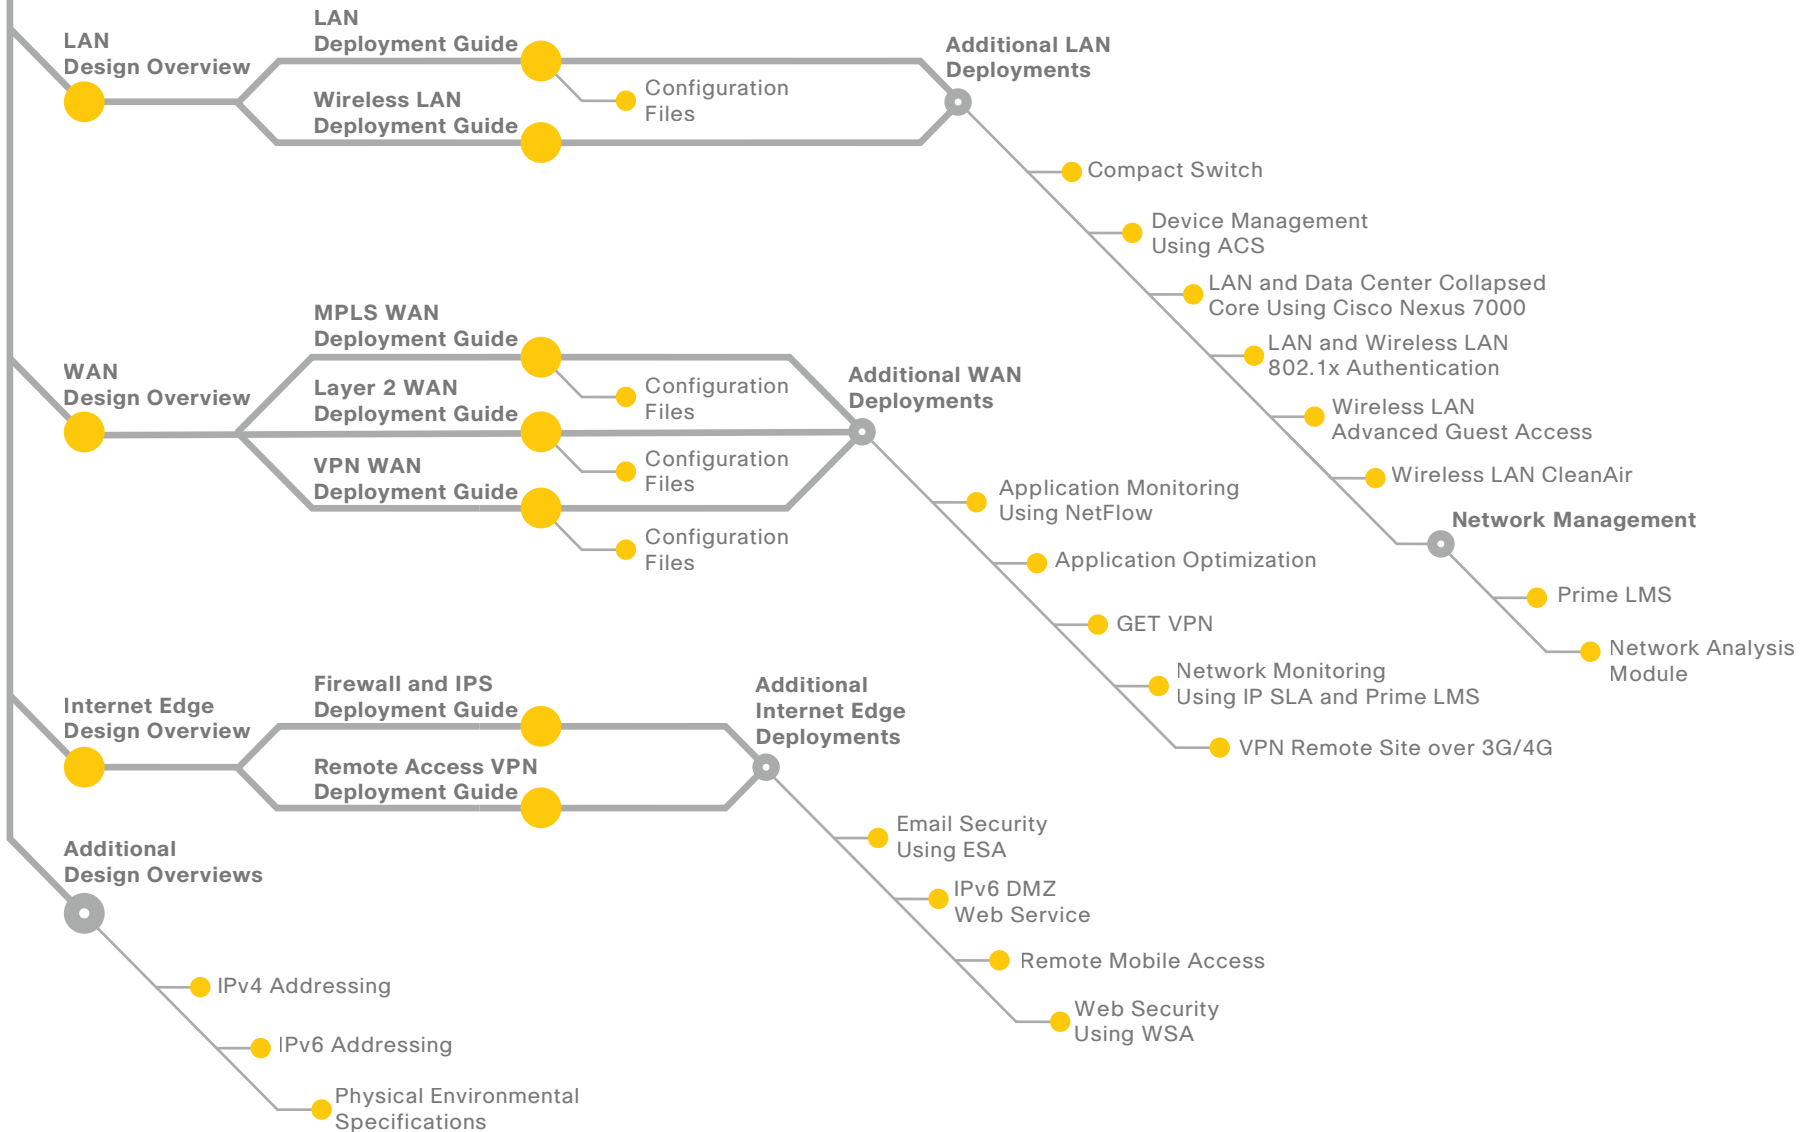 LAN
Design Overview
LAN
Deployment Guide
Configuration
Files
Wireless LAN
Deployment Guide
Additional LAN
Deployments
Compact Switch
Device Management
Using ACS
LAN and Data Center Collapsed
Core Using Cisco Nexus 7000
LAN and Wireless LAN
802.1x Authentication
Wireless LAN
Advanced Guest Access
Wireless LAN CleanAir
Network Management
Prime LMS
Network Analysis
Module
WAN
Design Overview
MPLS WAN
Deployment Guide
Configuration
Files
Layer 2 WAN
Deployment Guide
Configuration
Files
VPN WAN
Deployment Guide
Configuration
Files
Additional WAN
Deployments
Application Monitoring
Using NetFlow
Application Optimization
GET VPN
Network Monitoring
Using IP SLA and Prime LMS
VPN Remote Site over 3G/4G
Internet Edge
Design Overview
Firewall and IPS
Deployment Guide
Remote Access VPN
Deployment Guide
Additional
Internet Edge
Deployments
Email Security
Using ESA
IPv6 DMZ
Web Service
Remote Mobile Access
Web Security
Using WSA
Additional
Design Overviews
IPv4 Addressing
IPv6 Addressing
Physical Environmental
Specifications